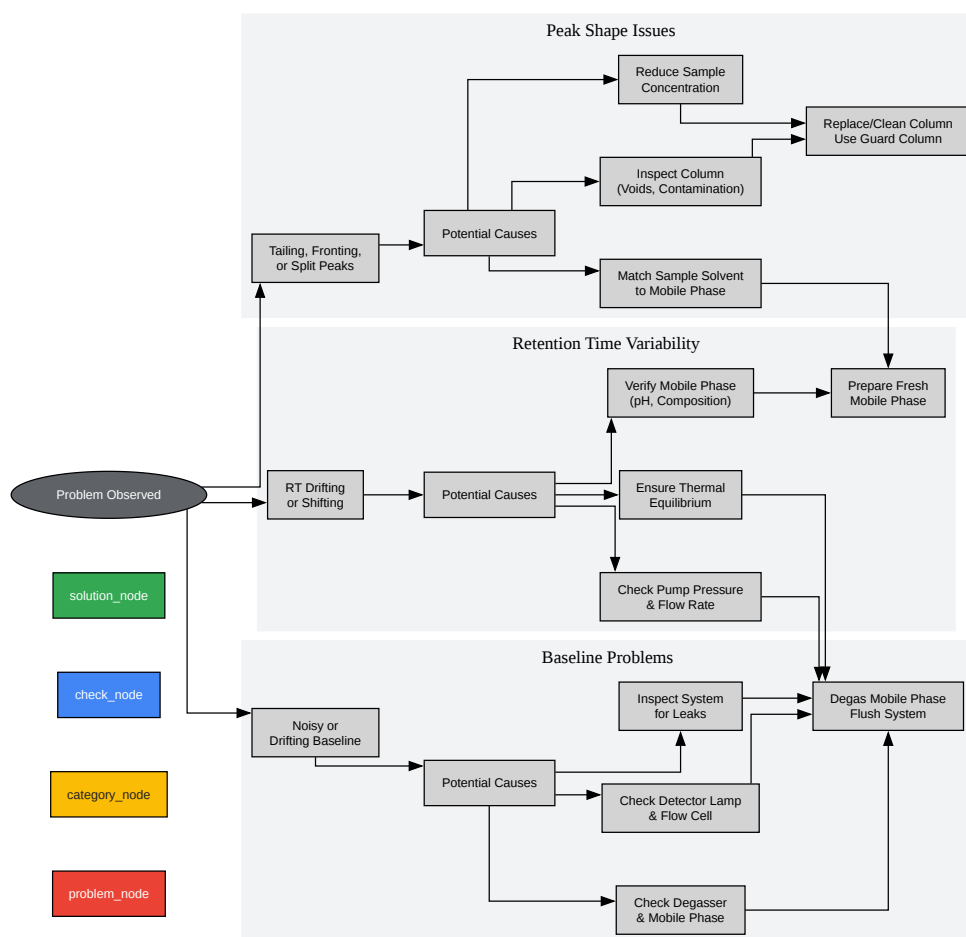 Peak Shape Issues
Reduce Sample
Concentration
Replace/Clean Column
Use Guard Column
Inspect Column
(Voids, Contamination)
Potential Causes
Tailing, Fronting,
or Split Peaks
Match Sample Solvent
to Mobile Phase
Retention Time Variability
Verify Mobile Phase
(pH, Composition)
Prepare Fresh
Mobile Phase
Problem Observed
RT Drifting
or Shifting
Potential Causes
Ensure Thermal
Equilibrium
Check Pump Pressure
& Flow Rate
Baseline Problems
Inspect System
for Leaks
Degas Mobile Phase
Flush System
Noisy or
Drifting Baseline
Potential Causes
Check Detector Lamp
& Flow Cell
Check Degasser
& Mobile Phase
solution_node
check_node
category_node
problem_node